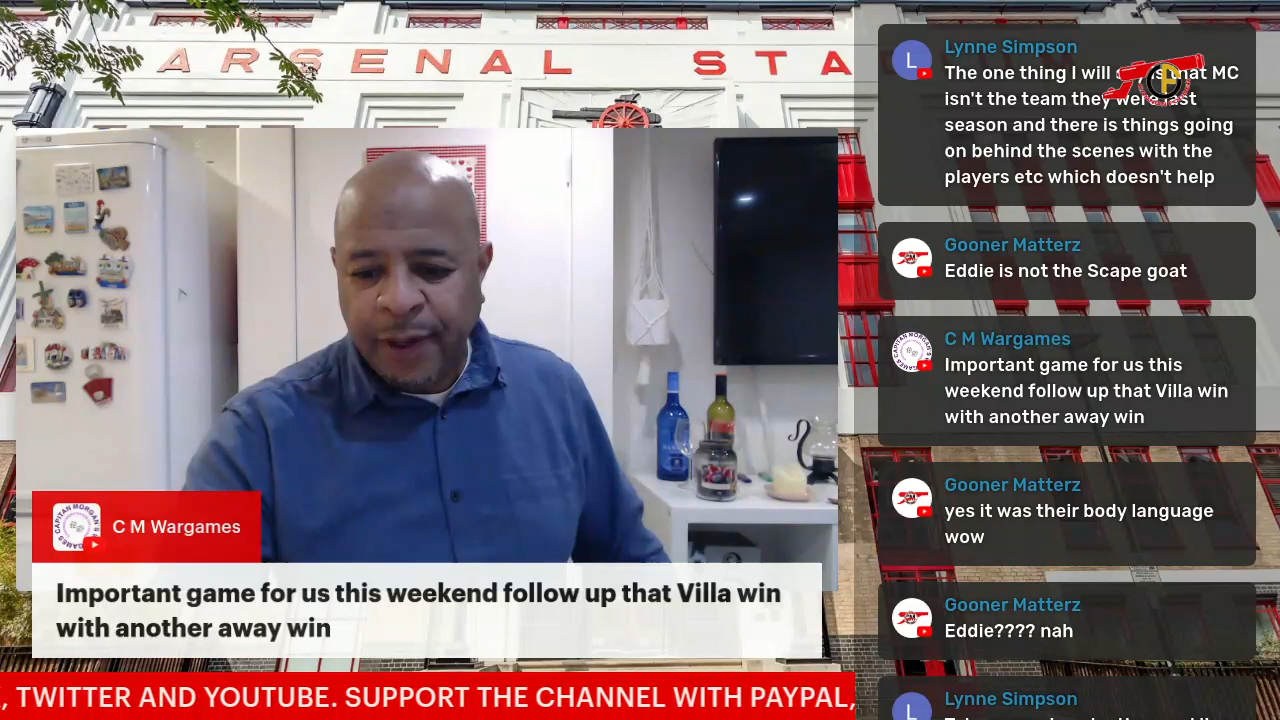 ARSENAL STA
Lynne Simpson
The one thing I will MC
isn't the team they were last
season and there is things going
on behind the scenes with the
players etc which doesn't help
Gooner Matterz
Eddie is not the Scape goat
C M Wargames
Important game for us this
weekend follow up that Villa win
with another away win
Gooner Matterz
yes it was their body language
wow
Gooner Matterz
Eddie???? nah
Lynne Simpson
L
L
C M Wargames
Important game for us this weekend follow up that Villa win
with another away win
, TWITTER AND YOUTUBE. SUPPORT THE CHANNEL WITH PAYPAL,